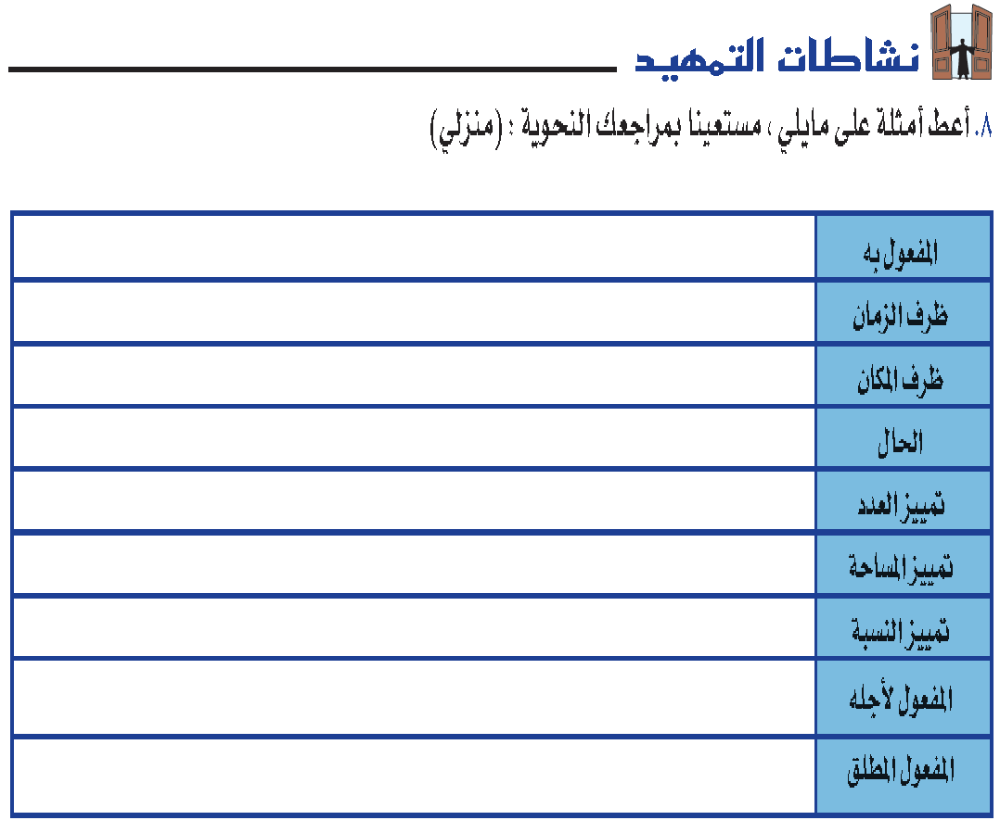 نشاطات التمهيد
٨. أعط أمثلة على مايلي ، مستعينا بمراجعك النحوية : (منزلي)
المفعول به
ظرف الزمان
ظرف المكان
الحال
تمييز العدد
تمييز المساحة
تمييز النسبة
المفعول لأجله
المفعول المطلق